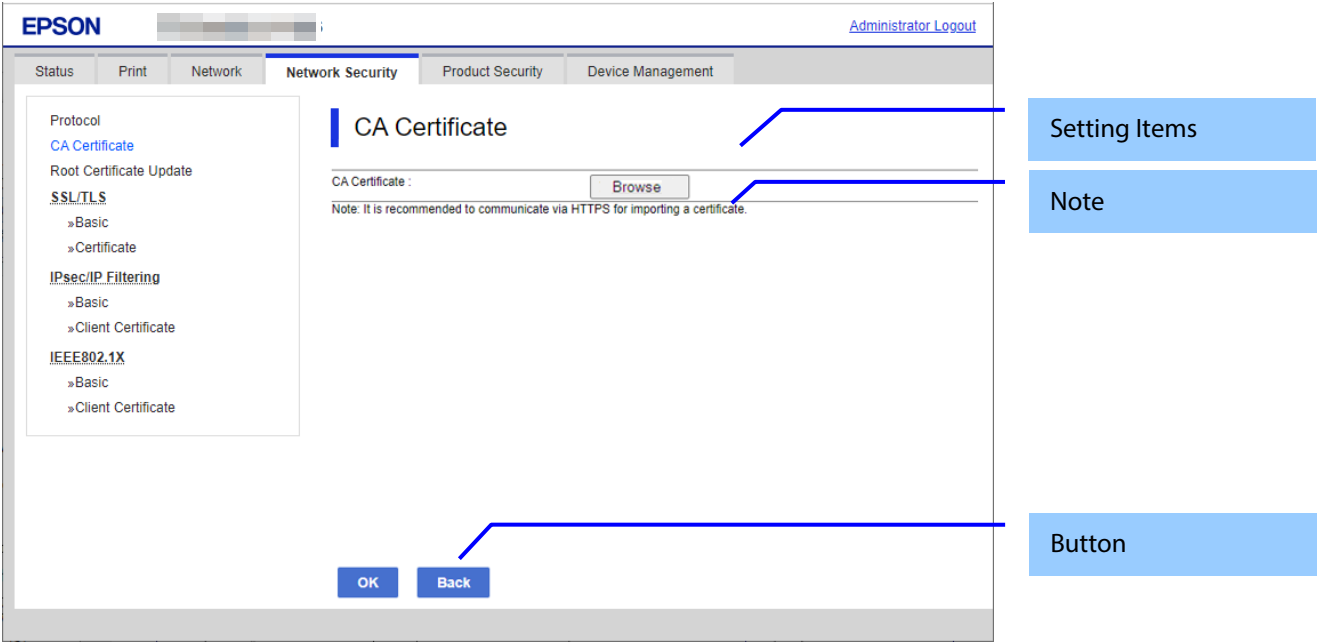 EPSON
Administrator Logout
Status Print Network Network Security Product Security Device Management
Protocol
CA Certificate
Root Certificate Update
SSL/TLS
»Basic
»Certificate
IPsec/IP Filtering
»Basic
»Client Certificate
IEEE802.1X
»Basic
»Client Certificate
CA Certificate
CA Certificate :
Browse
Note: It is recommended to communicate via HTTPS for importing a certificate.
OK Back
Setting Items
Note
Button